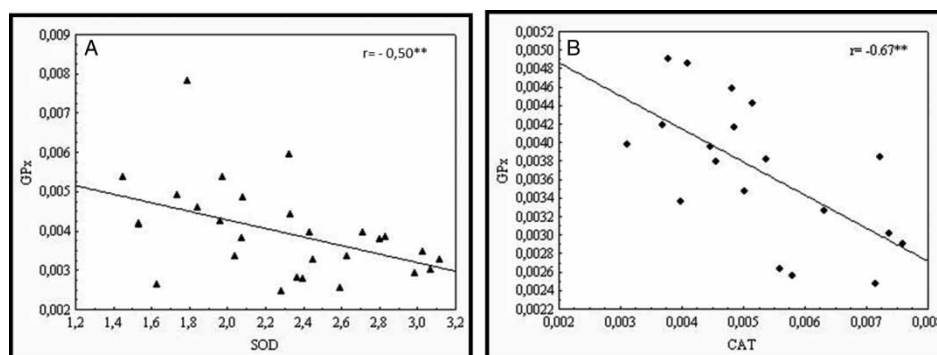 A
r= - 0,50**
0,009
0,008
0,007
0,006
0,005
0,004
0,003
0,002
GPx
1,2 1,4 1,6 1,8 2,0 2,2 2,4 2,6 2,8 3,0 3,2
SOD
B
r= -0.67**
0,0052
0,0050
0,0048
0,0046
0,0044
0,0042
0,0040
0,0038
0,0036
0,0034
0,0032
0,0030
0,0028
0,0026
0,0024
0,0022
GPx
0,002 0,003 0,004 0,005 0,006 0,007 0,008
CAT